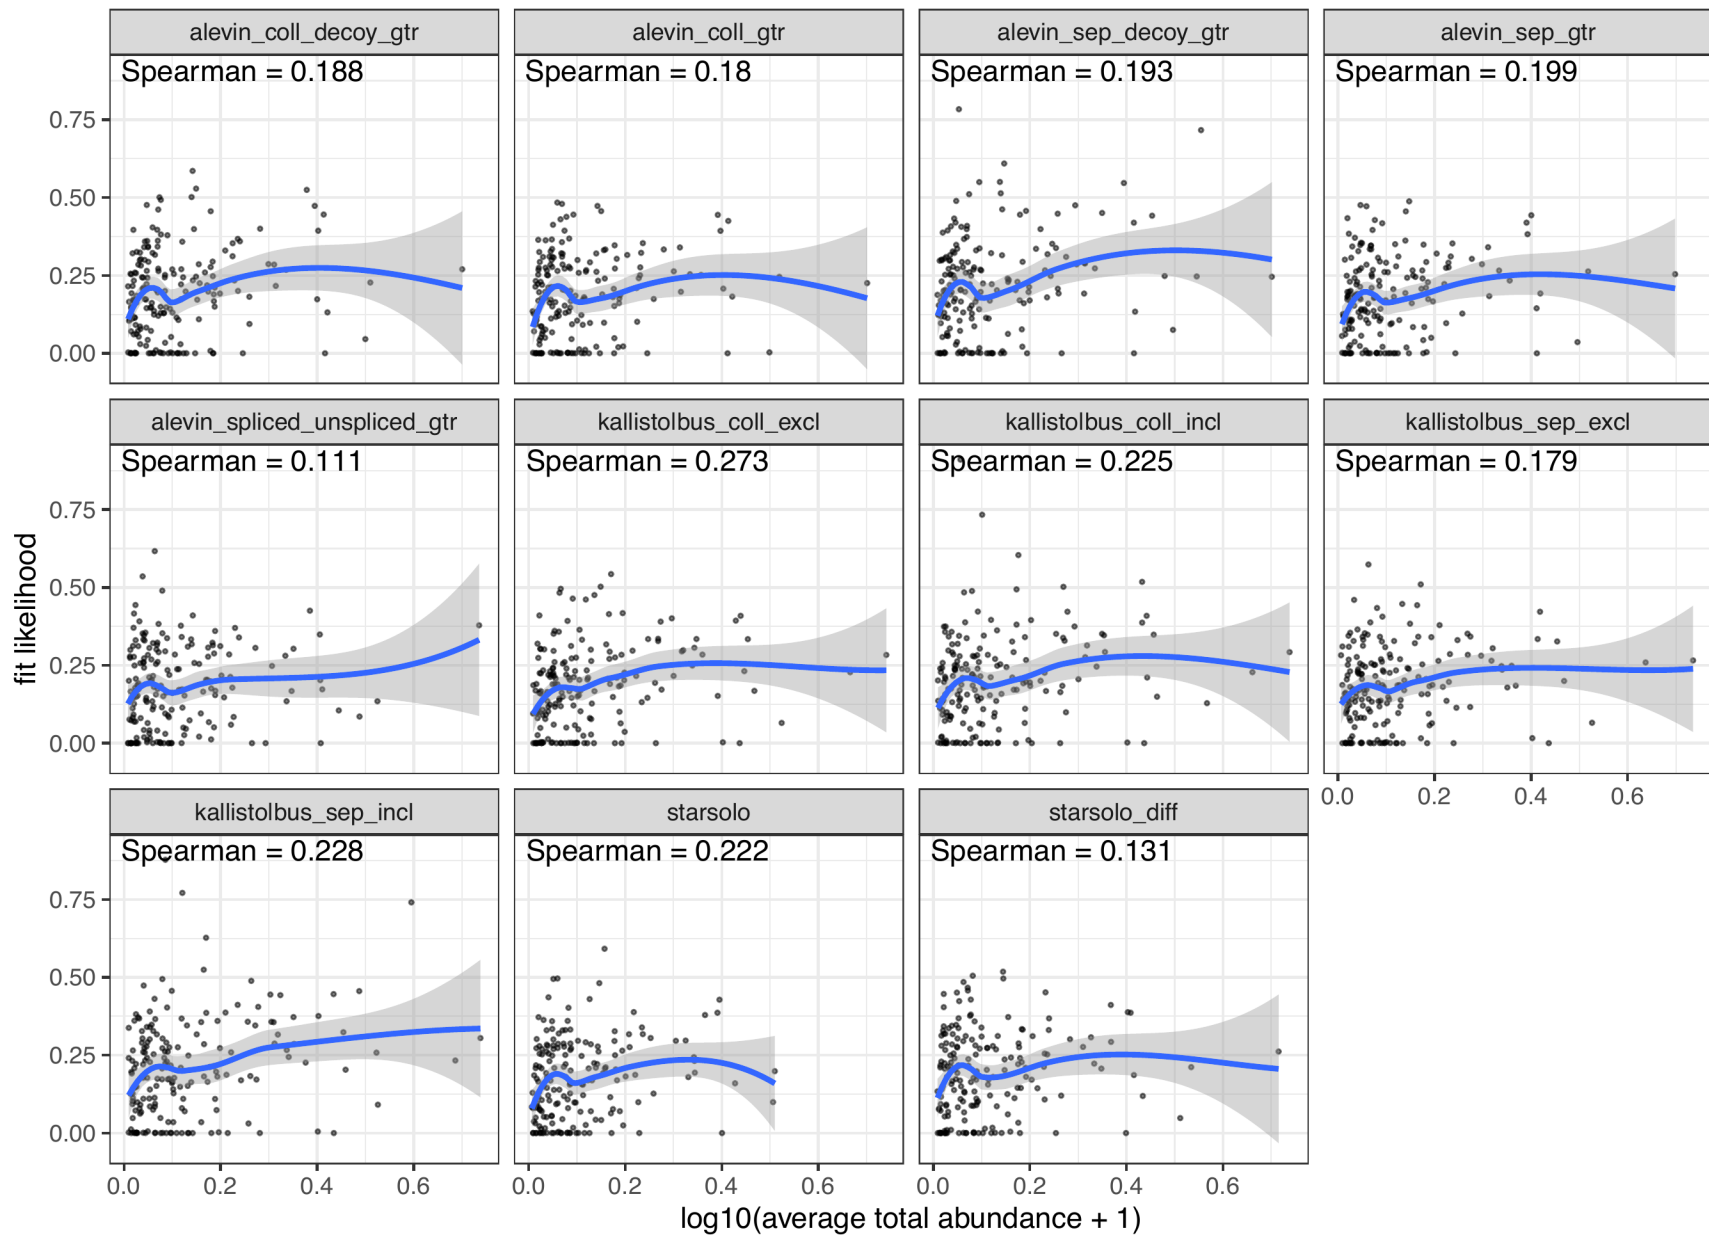 alevin_coll_decoy_gtr
alevin_coll_gtr
alevin_sep_decoy_gtr
alevin_sep_gtr
Spearman = 0.188
Spearman = 0.18
Spearman = 0.193
Spearman = 0.199
0.75
0.50
0.25
0.00
alevin_spliced_unspliced_gtr
kallistolbus_coll_excl
kallistolbus_coll_incl
kallistolbus_sep_excl
Spearman = 0.111
Spearman = 0.273
Spearman = 0.225
Spearman = 0.179
0.75
0.50
0.25
0.00
fit likelihood
0.0 0.2 0.4 0.6
kallistolbus_sep_incl
starsolo
starsolo_diff
Spearman = 0.228
Spearman = 0.222
Spearman = 0.131
0.75
0.50
0.25
0.00
0.0 0.2 0.4 0.6
0.0 0.2 0.4 0.6
0.0 0.2 0.4 0.6
log10(average total abundance + 1)